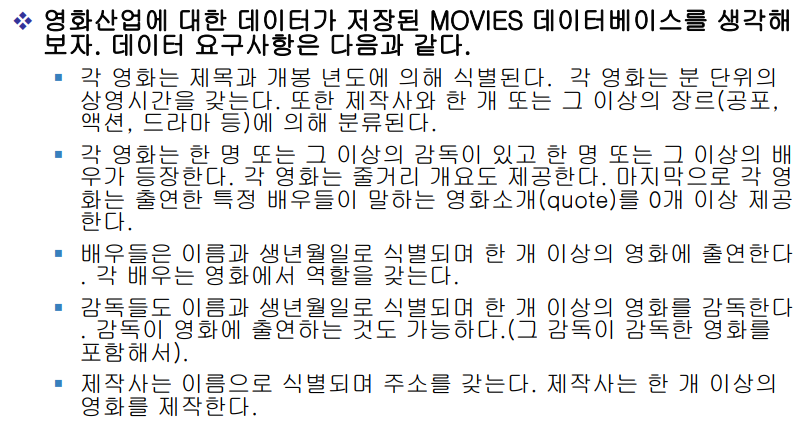 ❖ 영화산업에 대한 데이터가 저장된 MOVIES 데이터베이스를 생각해
보자. 데이터 요구사항은 다음과 같다.
▪ 각 영화는 제목과 개봉 년도에 의해 식별된다. 각 영화는 분 단위의
상영시간을 갖는다. 또한 제작사와 한 개 또는 그 이상의 장르(공포,
액션, 드라마 등)에 의해 분류된다.
▪ 각 영화는 한 명 또는 그 이상의 감독이 있고 한 명 또는 그 이상의 배
우가 등장한다. 각 영화는 줄거리 개요도 제공한다. 마지막으로 각 영
화는 출연한 특정 배우들이 말하는 영화소개(quote)를 0개 이상 제공
한다.
▪ 배우들은 이름과 생년월일로 식별되며 한 개 이상의 영화에 출연한다
. 각 배우는 영화에서 역할을 갖는다.
▪ 감독들도 이름과 생년월일로 식별되며 한 개 이상의 영화를 감독한다
. 감독이 영화에 출연하는 것도 가능하다.(그 감독이 감독한 영화를
포함해서).
▪ 제작사는 이름으로 식별되며 주소를 갖는다. 제작사는 한 개 이상의
영화를 제작한다.